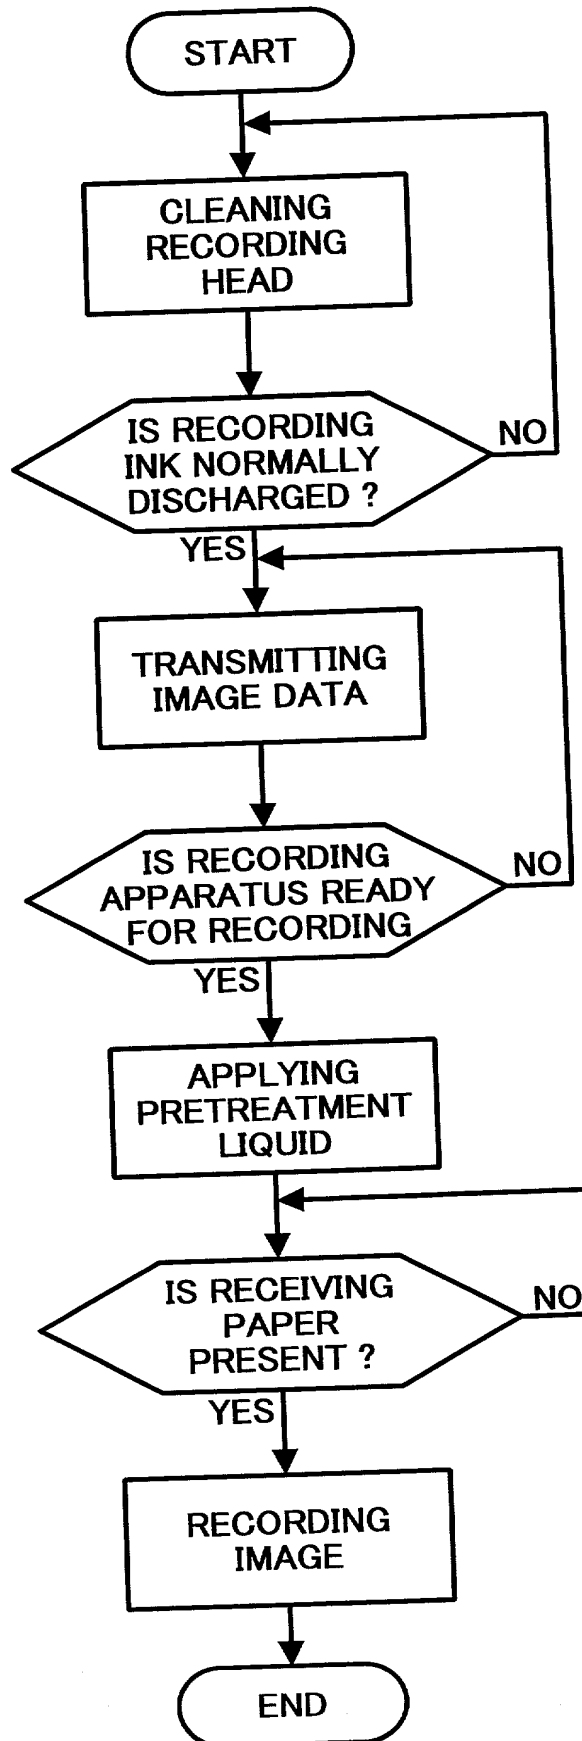 START
CLEANING
RECORDING
HEAD
IS RECORDING
INK NORMALLY
DISCHARGED ?
NO
YES
TRANSMITTING
IMAGE DATA
IS RECORDING
APPARATUS READY
FOR RECORDING
NO
YES
APPLYING
PRETREATMENT
LIQUID
IS RECEIVING
PAPER
PRESENT ?
NO
YES
RECORDING
IMAGE
END